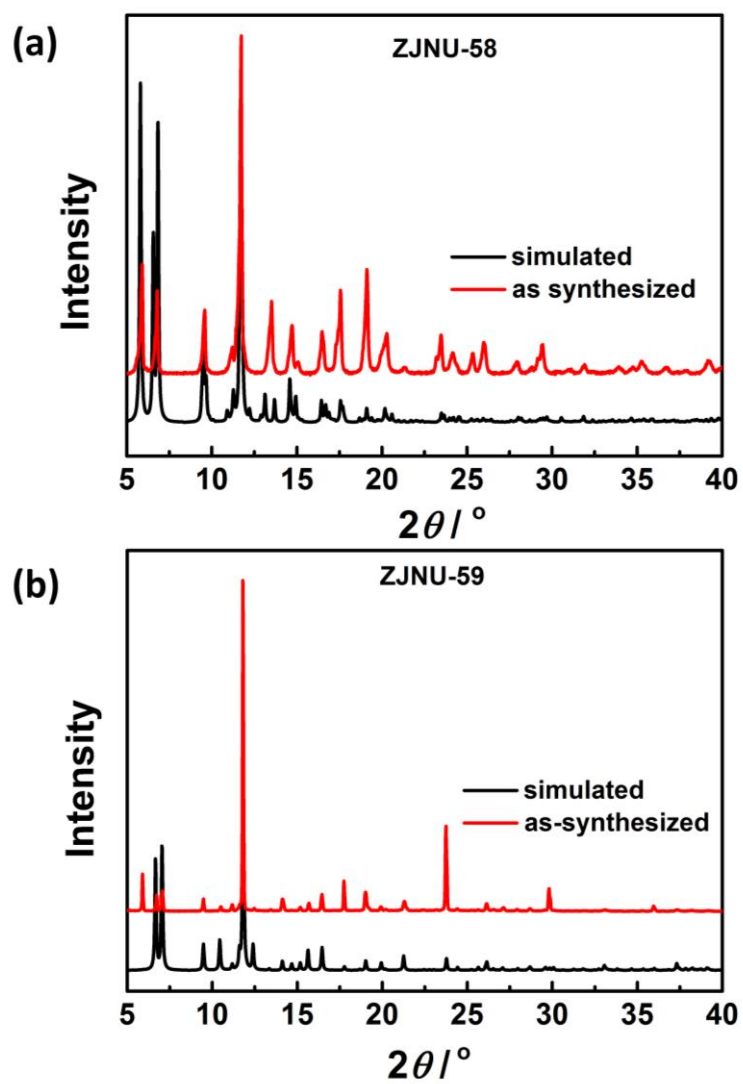 (a)
ZJNU-58
Intensity
simulated
as synthesized
5 10 15 20 25 30 35 40
2θ / °
(b)
ZJNU-59
Intensity
simulated
as-synthesized
5 10 15 20 25 30 35 40
2θ / °